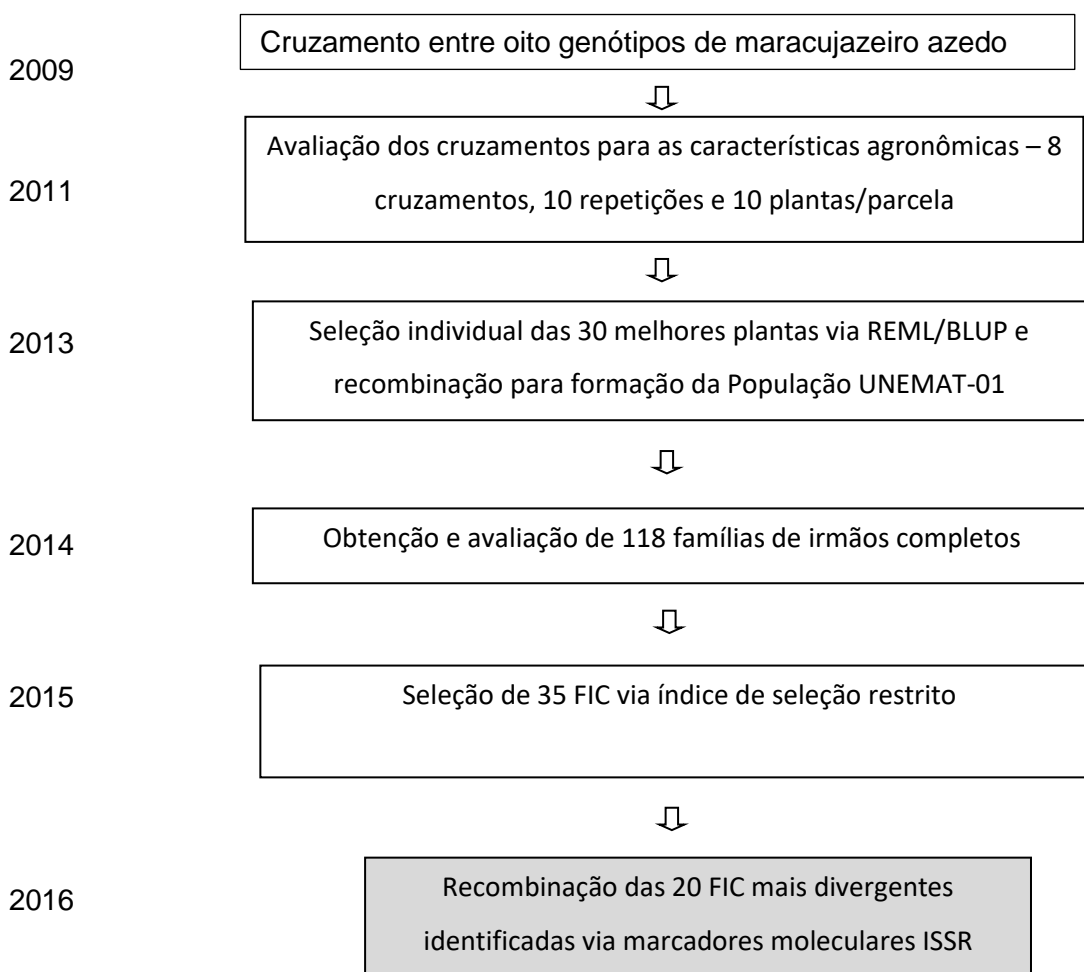 2009
Cruzamento entre oito genótipos de maracujazeiro azedo
2011
Avaliação dos cruzamentos para as características agronômicas – 8
cruzamentos, 10 repetições e 10 plantas/parcela
2013
Seleção individual das 30 melhores plantas via REML/BLUP e
recombinação para formação da População UNEMAT-01
2014
Obtenção e avaliação de 118 famílias de irmãos completos
2015
Seleção de 35 FIC via índice de seleção restrito
2016
Recombinação das 20 FIC mais divergentes
identificadas via marcadores moleculares ISSR